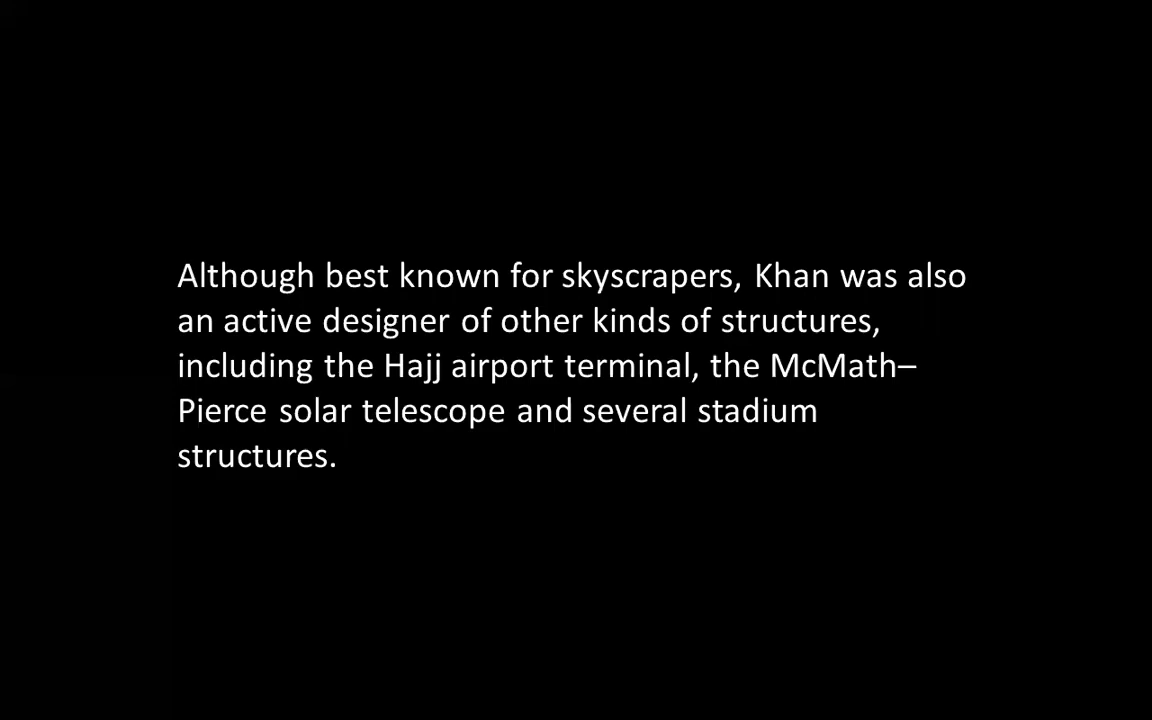 Although best known for skyscrapers, Khan was also
an active designer of other kinds of structures,
including the Hajj airport terminal, the McMath–
Pierce solar telescope and several stadium
structures.